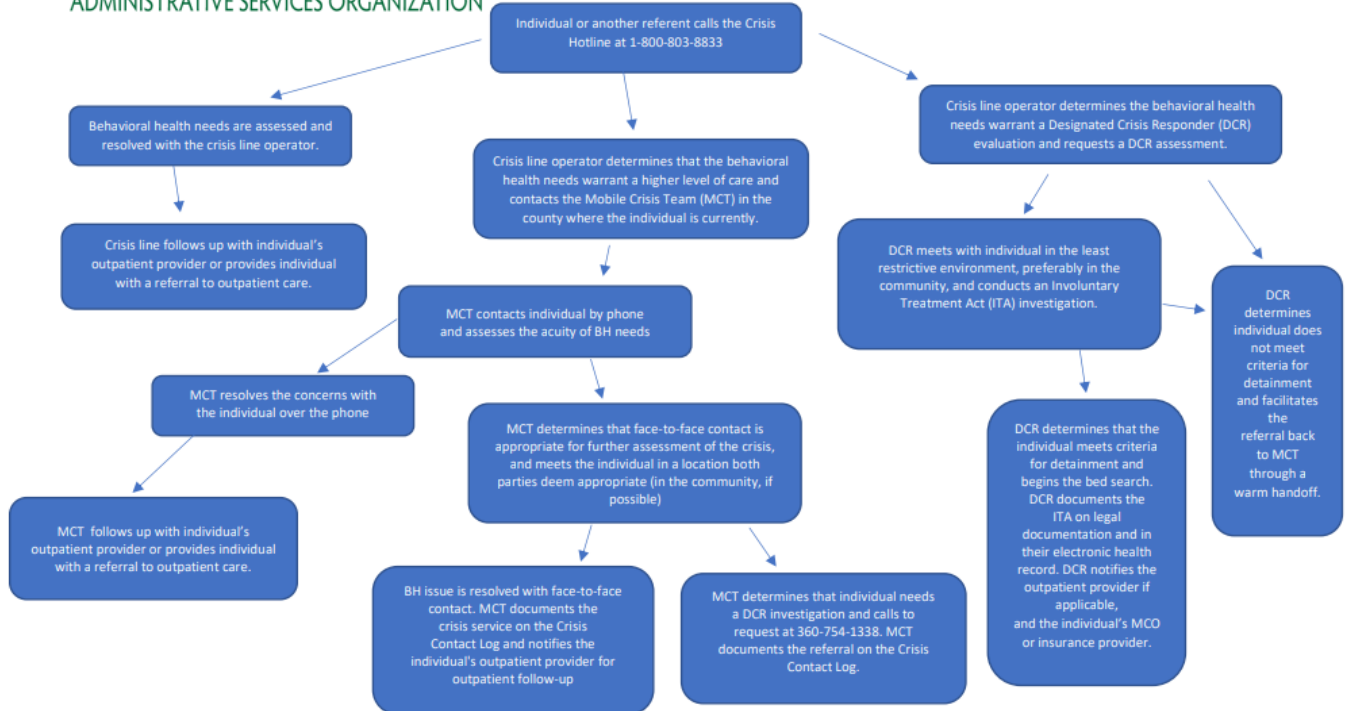 ADMINISTRATIVE SERVICES ORGANIZATION
Individual or another referent calls the Crisis
Hotline at 1-800-803-8833
Behavioral health needs are assessed and
resolved with the crisis line operator.
Crisis line operator determines that the behavioral
health needs warrant a higher level of care and
contacts the Mobile Crisis Team (MCT) in the
county where the individual is currently.
Crisis line operator determines the behavioral health
needs warrant a Designated Crisis Responder (DCR)
evaluation and requests a DCR assessment.
Crisis line follows up with individual's
outpatient provider or provides individual
with a referral to outpatient care.
DCR meets with individual in the least
restrictive environment, preferably in the
community, and conducts an Involuntary
Treatment Act (ITA) investigation.
DCR
determines
individual does
not meet
criteria for
detainment
and facilitates
the
referral back
to MCT
through a
warm handoff.
MCT contacts individual by phone
and assesses the acuity of BH needs
MCT resolves the concerns with
the individual over the phone
MCT determines that face-to-face contact is
appropriate for further assessment of the crisis,
and meets the individual in a location both
parties deem appropriate (in the community, if
possible)
DCR determines that the
individual meets criteria
for detainment and
begins the bed search.
DCR documents the
ITA on legal
documentation and in
their electronic health
record. DCR notifies the
outpatient provider if
applicable,
and the individual's MCO
or insurance provider.
MCT  follows up with individual's
outpatient provider or provides individual
with a referral to outpatient care.
BH issue is resolved with face-to-face
contact. MCT documents the
crisis service on the Crisis
Contact Log and notifies the
individual's outpatient provider for
outpatient follow-up
MCT determines that individual needs
a DCR investigation and calls to
request at 360-754-1338. MCT
documents the referral on the Crisis
Contact Log.